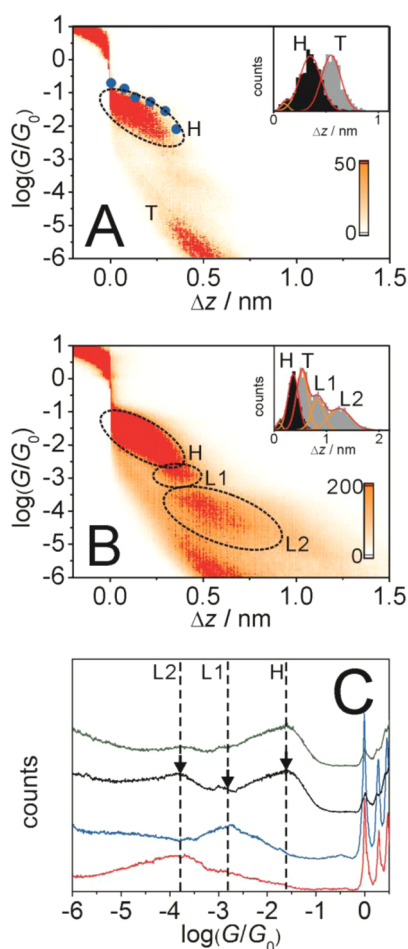 1
0
-1
-2
-3
-4
-5
-6
log(G/G0)
H
T
A
H T
counts
0 1
Δz / nm
50
0
0.0 0.5 1.0 1.5
Δz / nm
1
0
-1
-2
-3
-4
-5
-6
log(G/G0)
H
L1
L2
B
H T
L1
L2
counts
0 1 2
Δz / nm
200
0
0.0 0.5 1.0 1.5
Δz / nm
L2 L1 H
C
counts
-6 -5 -4 -3 -2 -1 0
log(G/G0)